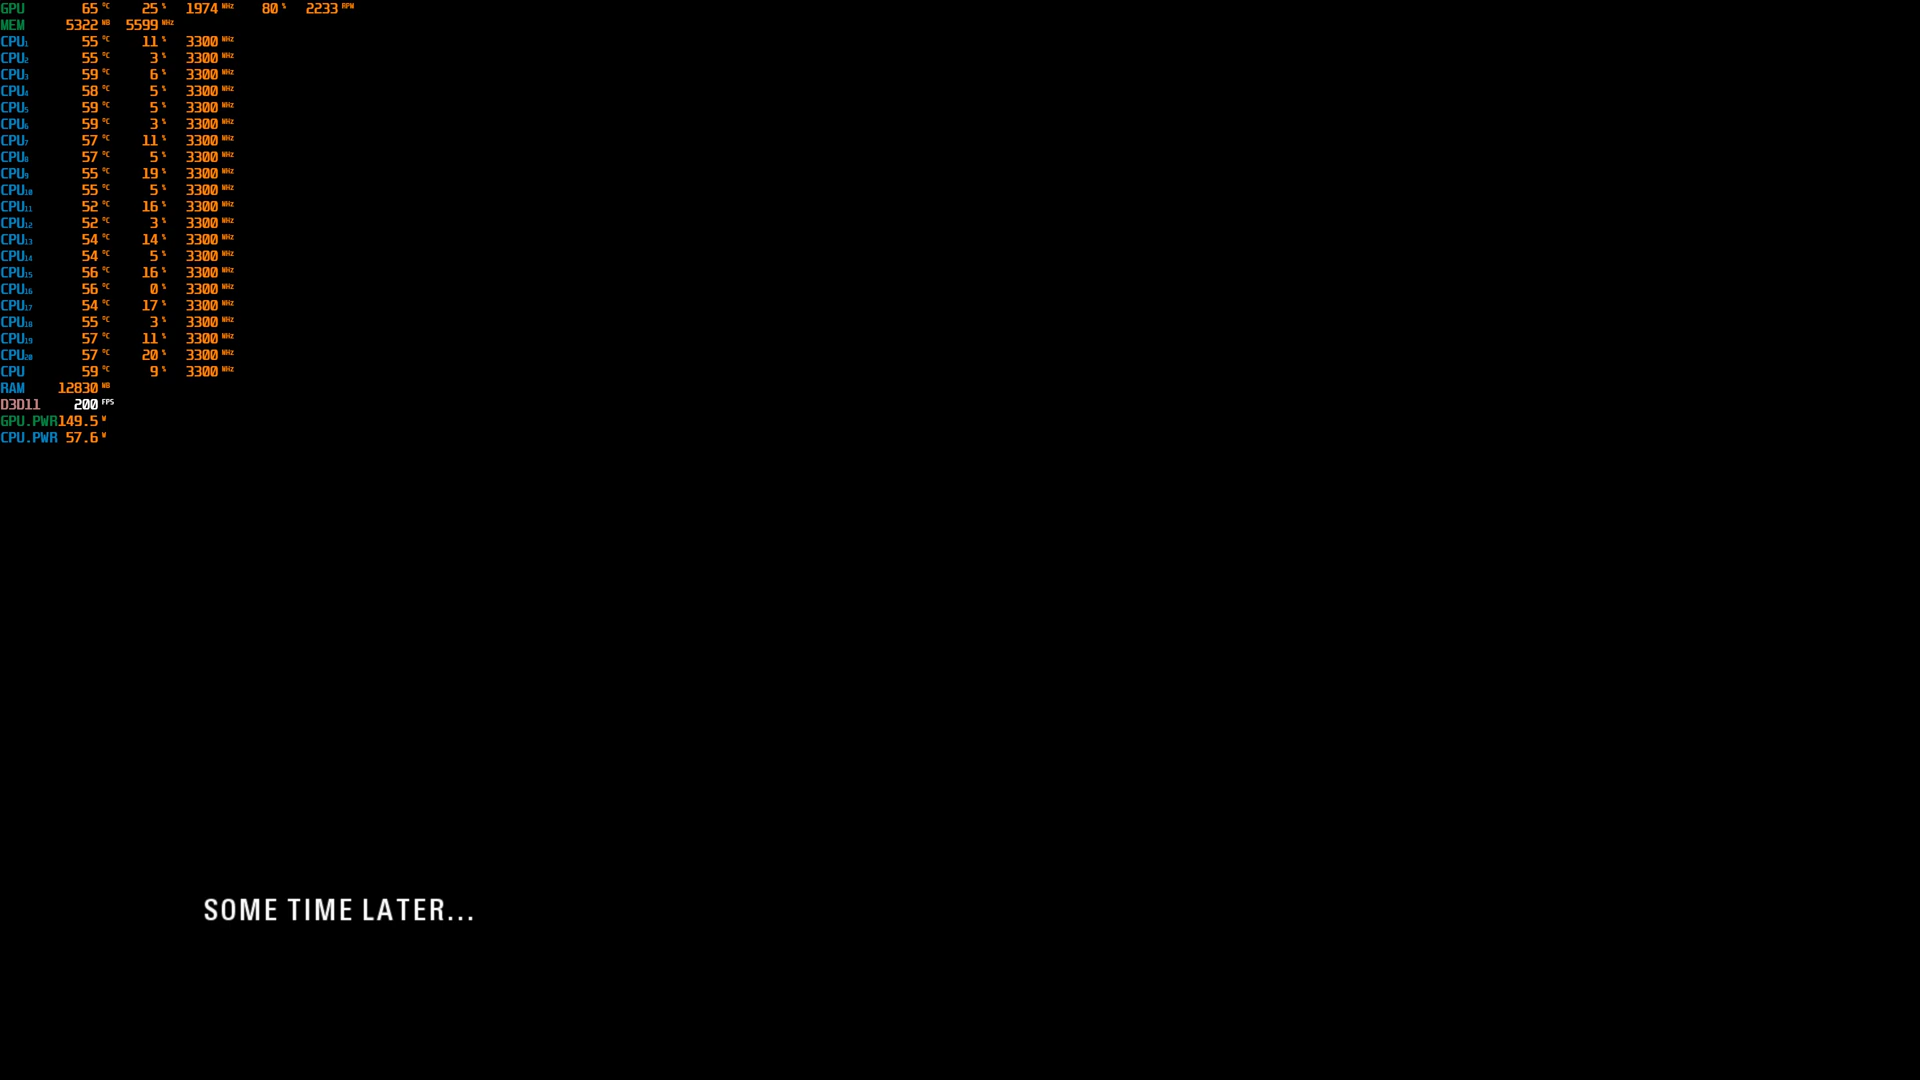 GPU 65 °C 25 % 1974 MHz 80 % 2233 RPM
MEM 5322 MB 5599 MHz
CPU1 55 °C 11 % 3300 MHz
CPU2 55 °C 3 % 3300 MHz
CPU3 59 °C 6 % 3300 MHz
CPU4 58 °C 5 % 3300 MHz
CPU5 59 °C 5 % 3300 MHz
CPU6 59 °C 3 % 3300 MHz
CPU7 57 °C 11 % 3300 MHz
CPU8 57 °C 5 % 3300 MHz
CPU9 55 °C 19 % 3300 MHz
CPU10 55 °C 5 % 3300 MHz
CPU11 52 °C 16 % 3300 MHz
CPU12 52 °C 3 % 3300 MHz
CPU13 54 °C 14 % 3300 MHz
CPU14 54 °C 5 % 3300 MHz
CPU15 56 °C 16 % 3300 MHz
CPU16 56 °C 0 % 3300 MHz
CPU17 54 °C 17 % 3300 MHz
CPU18 55 °C 3 % 3300 MHz
CPU19 57 °C 11 % 3300 MHz
CPU20 57 °C 20 % 3300 MHz
CPU 59 °C 9 % 3300 MHz
RAM 12830 MB
D3D11 200 FPS
GPU.PWR 149.5 W
CPU.PWR 57.6 W
SOME TIME LATER...